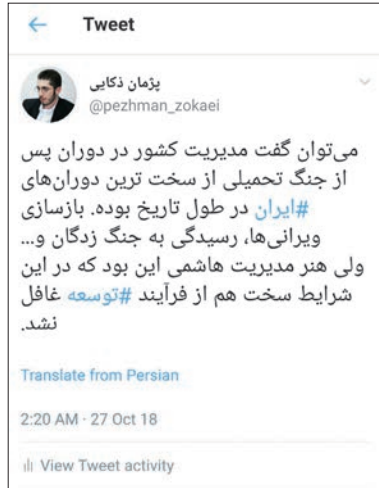 Tweet
پژمان ذکایی
@pezhman_zokaei
می‌توان گفت مدیریت کشور در دوران پس
از جنگ تحمیلی از سخت ترین دوران‌های
#ایران در طول تاریخ بوده. بازسازی
ویرانی‌ها، رسیدگی به جنگ زدگان و...
ولی هنر مدیریت هاشمی این بود که در این
شرایط سخت هم از فرآیند #توسعه غافل
نشد.
Translate from Persian
2:20 AM · 27 Oct 18
View Tweet activity